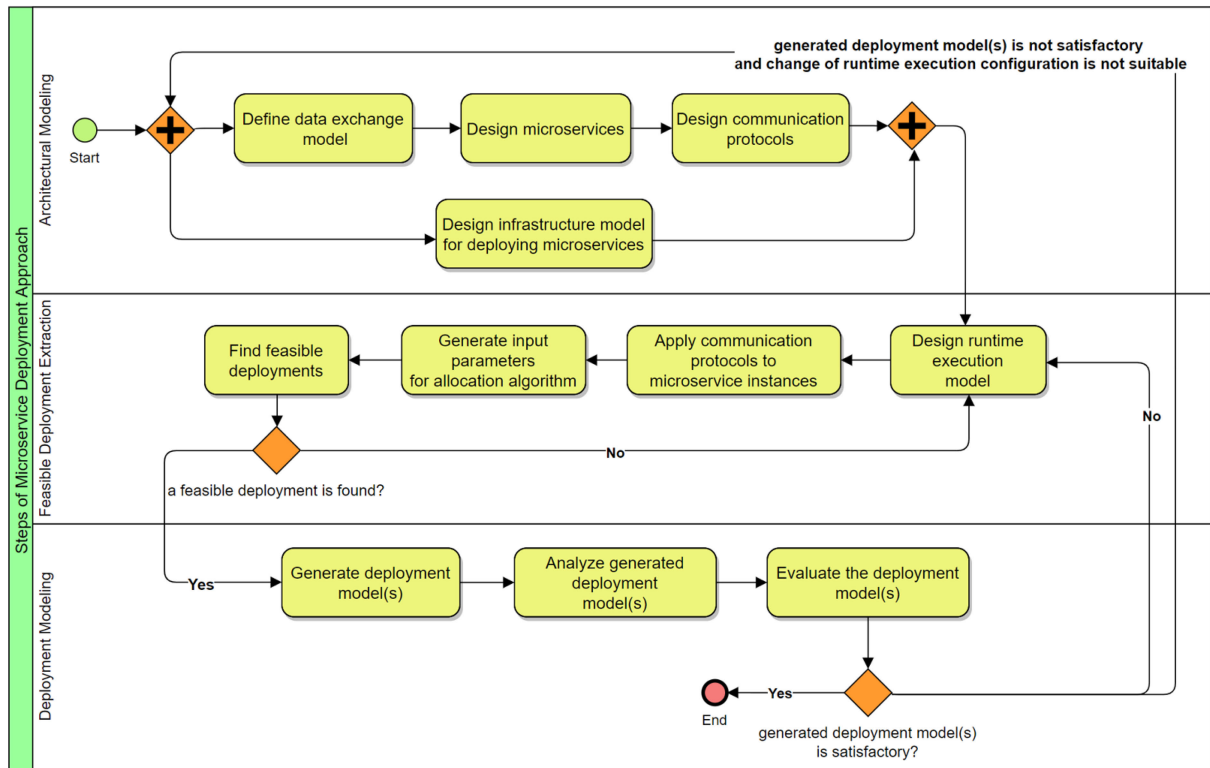 Steps of Microservice Deployment Approach
Architectural Modeling
generated deployment model(s) is not satisfactory
and change of runtime execution configuration is not suitable
Start
Define data exchange
model
Design microservices
Design communication
protocols
Design infrastructure model
for deploying microservices
Feasible Deployment Extraction
Find feasible
deployments
Generate input
parameters
for allocation algorithm
Apply communication
protocols to
microservice instances
Design runtime
execution
model
No
No
a feasible deployment is found?
Deployment Modeling
Yes
Generate deployment
model(s)
Analyze generated
deployment
model(s)
Evaluate the deployment
model(s)
Yes
End
generated deployment model(s)
is satisfactory?